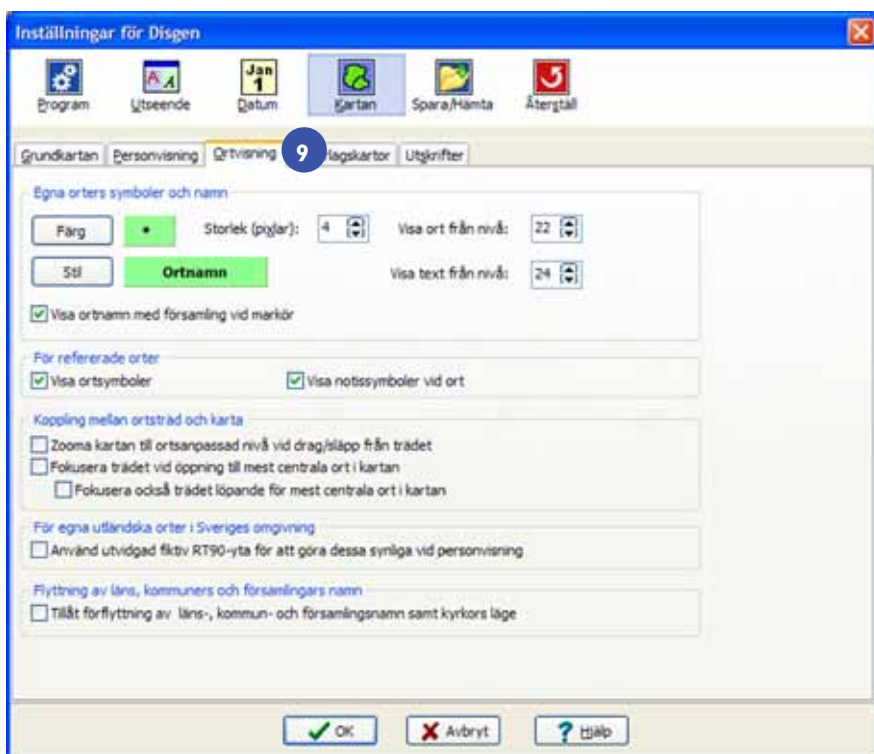 Inställningar för Disgen
Program Utseende Jan 1 Datum Kartan Spara/Hämta Återställ
Grundkartan Personvisning Ortvisning 9 lagskartor Utskrifter
Egna orters symboler och namn
Färg Storlek (pixlar): 4 Visa ort från nivå: 22
Stil Ortnamn Visa text från nivå: 24
Visa ortnamn med församling vid markör
För refererade orter
Visa ortsymboler Visa notissymboler vid ort
Koppling mellan ortsträd och karta
Zooma kartan till ortsanpassad nivå vid drag/släpp från trädet
Fokusera trädet vid öppning till mest centrala ort i kartan
Fokusera också trädet löpande för mest centrala ort i kartan
För egna utländska orter i Sveriges omgivning
Använd utvidgad fiktiv RT90-yta för att göra dessa synliga vid personvisning
Flyttning av läns, kommuners och församlingars namn
Tillåt förflyttning av läns-, kommun- och församlingsnamn samt kyrkors läge
OK Avbryt ? Hjälp